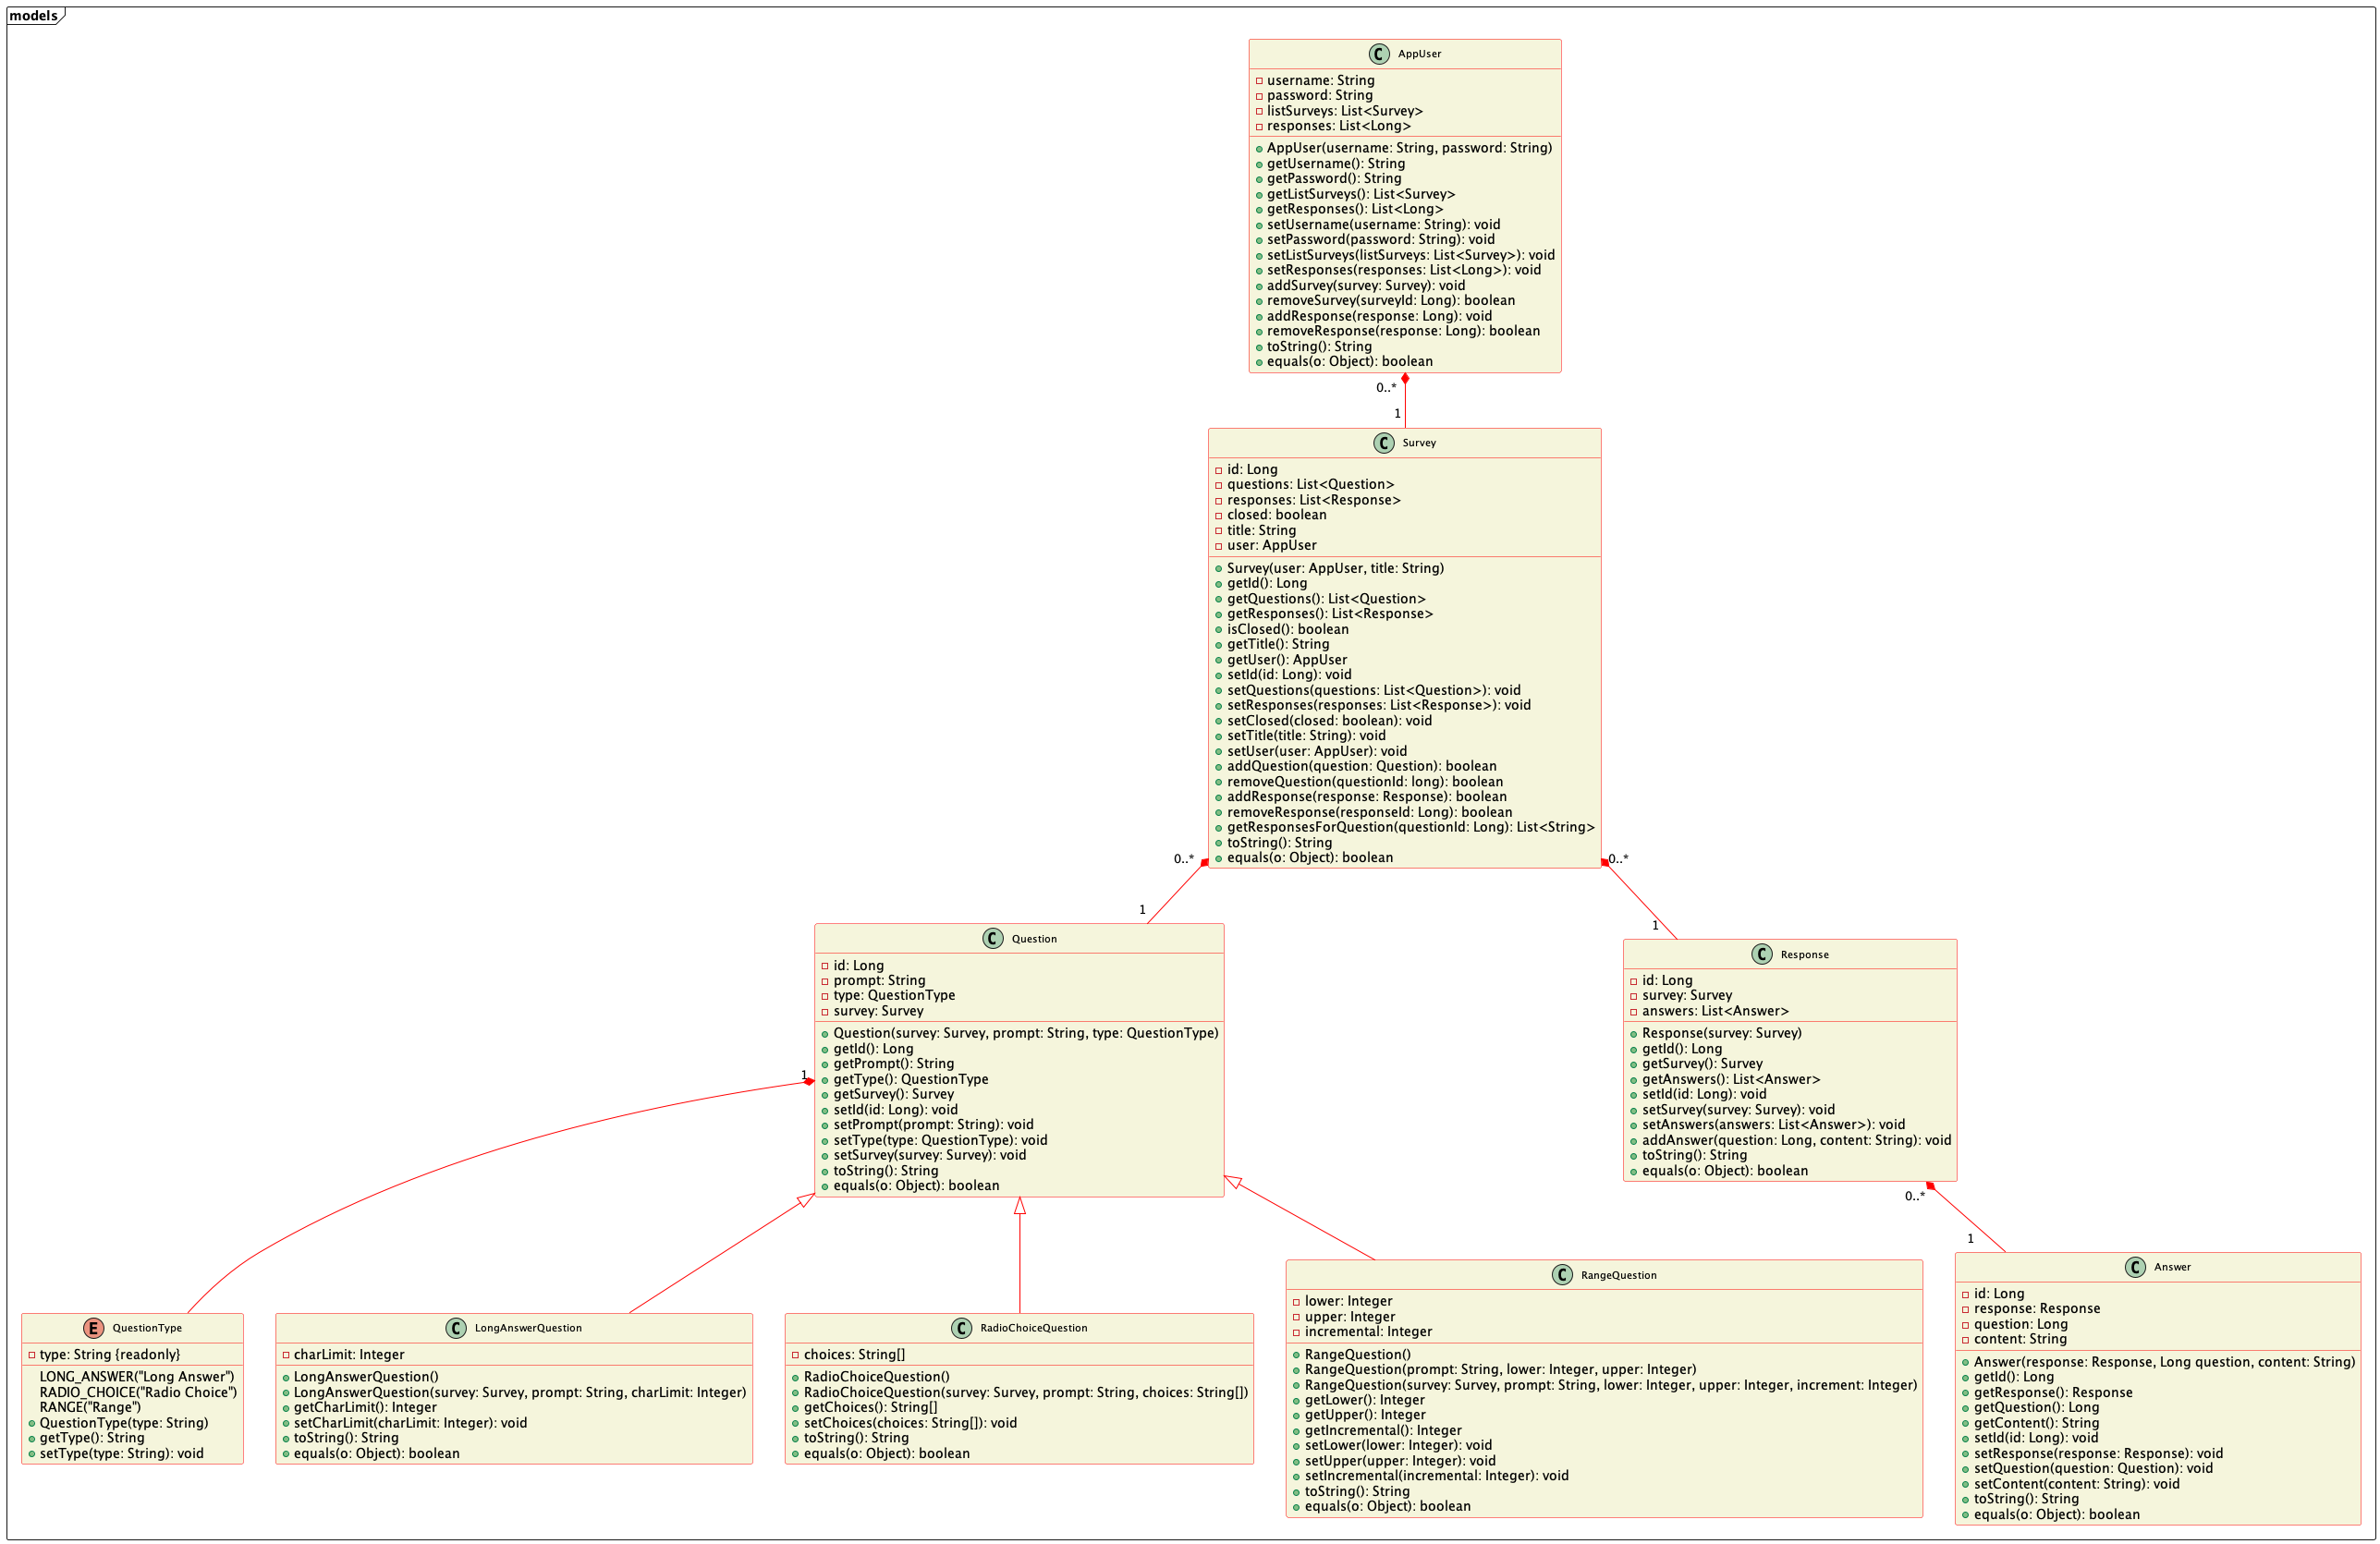 models
C AppUser
username: String
password: String
listSurveys: List<Survey>
responses: List<Long>
AppUser(username: String, password: String)
getUsername(): String
getPassword(): String
getListSurveys(): List<Survey>
getResponses(): List<Long>
setUsername(username: String): void
setPassword(password: String): void
setListSurveys(listSurveys: List<Survey>): void
setResponses(responses: List<Long>): void
addSurvey(survey: Survey): void
removeSurvey(surveyId: Long): boolean
addResponse(response: Long): void
removeResponse(response: Long): boolean
toString(): String
equals(o: Object): boolean
0..*
1
C Survey
id: Long
questions: List<Question>
responses: List<Response>
closed: boolean
title: String
user: AppUser
Survey(user: AppUser, title: String)
getId(): Long
getQuestions(): List<Question>
getResponses(): List<Response>
isClosed(): boolean
getTitle(): String
getUser(): AppUser
setId(id: Long): void
setQuestions(questions: List<Question>): void
setResponses(responses: List<Response>): void
setClosed(closed: boolean): void
setTitle(title: String): void
setUser(user: AppUser): void
addQuestion(question: Question): boolean
removeQuestion(questionId: long): boolean
addResponse(response: Response): boolean
removeResponse(responseId: Long): boolean
getResponsesForQuestion(questionId: Long): List<String>
toString(): String
equals(o: Object): boolean
0..*
0..*
1
1
C Question
id: Long
prompt: String
type: QuestionType
survey: Survey
Question(survey: Survey, prompt: String, type: QuestionType)
getId(): Long
getPrompt(): String
getType(): QuestionType
getSurvey(): Survey
setId(id: Long): void
setPrompt(prompt: String): void
setType(type: QuestionType): void
setSurvey(survey: Survey): void
toString(): String
equals(o: Object): boolean
1
C Response
id: Long
survey: Survey
answers: List<Answer>
Response(survey: Survey)
getId(): Long
getSurvey(): Survey
getAnswers(): List<Answer>
setId(id: Long): void
setSurvey(survey: Survey): void
setAnswers(answers: List<Answer>): void
addAnswer(question: Long, content: String): void
toString(): String
equals(o: Object): boolean
0..*
1
E QuestionType
type: String {readonly}
LONG_ANSWER("Long Answer")
RADIO_CHOICE("Radio Choice")
RANGE("Range")
QuestionType(type: String)
getType(): String
setType(type: String): void
C LongAnswerQuestion
charLimit: Integer
LongAnswerQuestion()
LongAnswerQuestion(survey: Survey, prompt: String, charLimit: Integer)
getCharLimit(): Integer
setCharLimit(charLimit: Integer): void
toString(): String
equals(o: Object): boolean
C RadioChoiceQuestion
choices: String[]
RadioChoiceQuestion()
RadioChoiceQuestion(survey: Survey, prompt: String, choices: String[])
getChoices(): String[]
setChoices(choices: String[]): void
toString(): String
equals(o: Object): boolean
C RangeQuestion
lower: Integer
upper: Integer
incremental: Integer
RangeQuestion()
RangeQuestion(prompt: String, lower: Integer, upper: Integer)
RangeQuestion(survey: Survey, prompt: String, lower: Integer, upper: Integer, increment: Integer)
getLower(): Integer
getUpper(): Integer
getIncremental(): Integer
setLower(lower: Integer): void
setUpper(upper: Integer): void
setIncremental(incremental: Integer): void
toString(): String
equals(o: Object): boolean
C Answer
id: Long
response: Response
question: Long
content: String
Answer(response: Response, Long question, content: String)
getId(): Long
getResponse(): Response
getQuestion(): Long
getContent(): String
setId(id: Long): void
setResponse(response: Response): void
setQuestion(question: Question): void
setContent(content: String): void
toString(): String
equals(o: Object): boolean